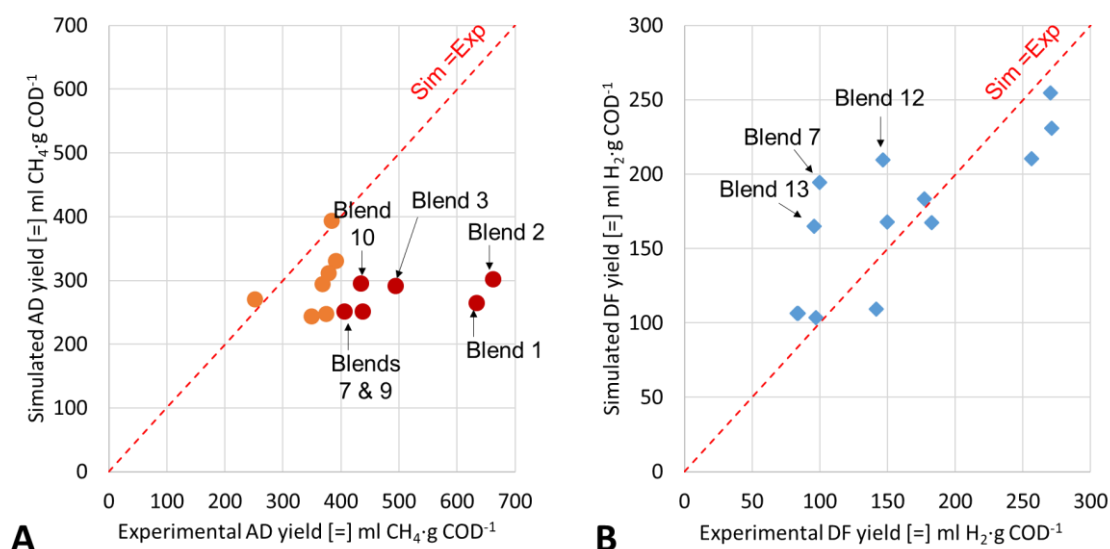 700
600
500
400
300
200
100
0
Simulated AD yield [=] ml CH₄·g COD⁻¹
Sim =Exp
Blend
10
Blend 3
Blend 2
Blend 1
Blends
7 & 9
0 100 200 300 400 500 600 700
Experimental AD yield [=] ml CH₄·g COD⁻¹
A
300
250
200
150
100
50
0
Simulated DF yield [=] ml H₂·g COD⁻¹
Sim =Exp
Blend 12
Blend 7
Blend 13
0 50 100 150 200 250 300
Experimental DF yield [=] ml H₂·g COD⁻¹
B